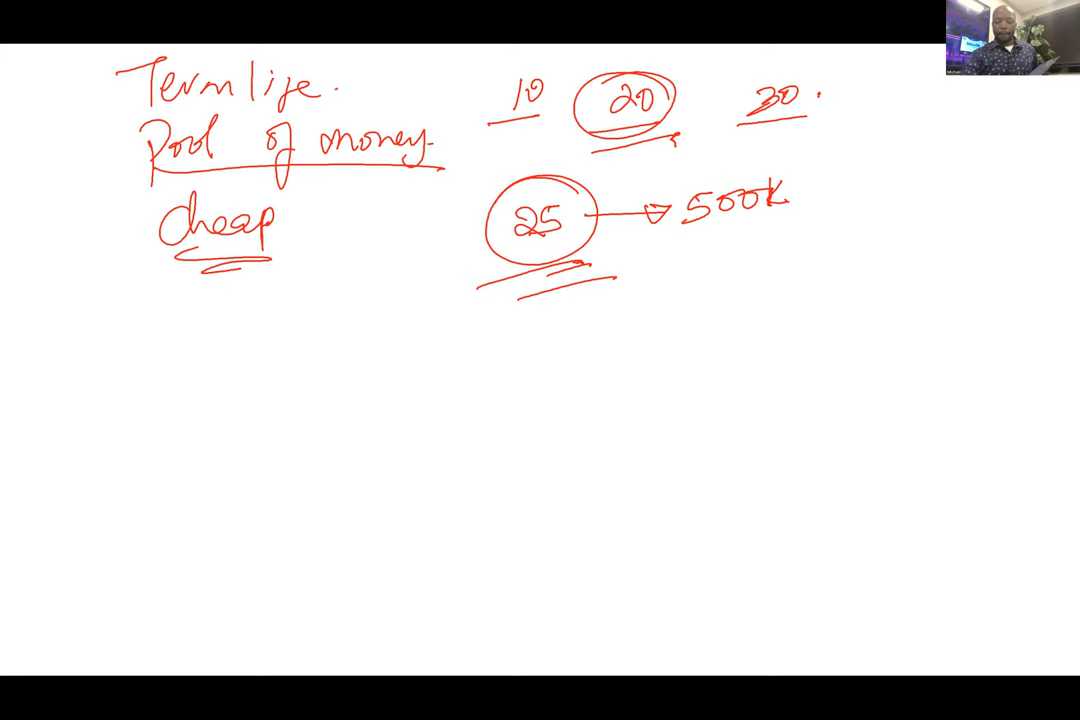 Term life. 10 20 30.
Pool of money.
cheap 25 → 500K